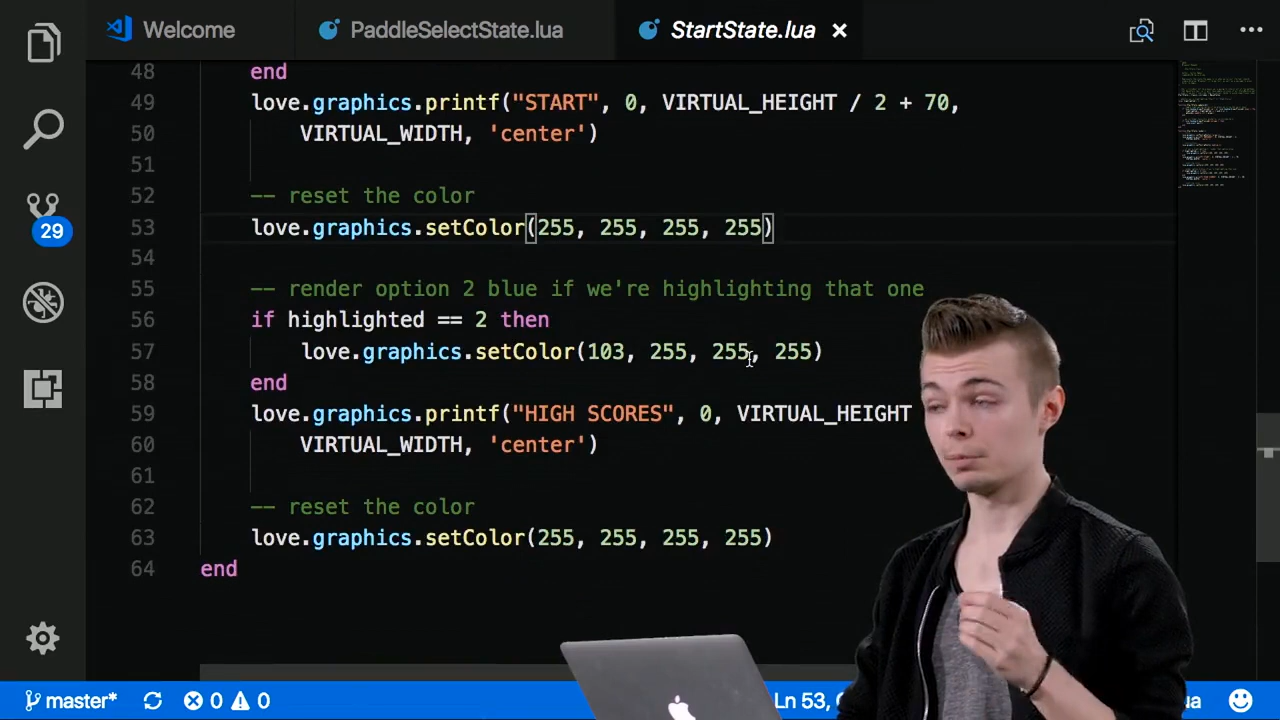 Welcome
PaddleSelectState.lua
StartState.lua
48 end
49 love.graphics.printf("START", 0, VIRTUAL_HEIGHT / 2 + 70,
50 VIRTUAL_WIDTH, 'center')
51
52 -- reset the color
53 love.graphics.setColor(255, 255, 255, 255)
54
55 -- render option 2 blue if we're highlighting that one
56 if highlighted == 2 then
57 love.graphics.setColor(103, 255, 255, 255)
58 end
59 love.graphics.printf("HIGH SCORES", 0, VIRTUAL_HEIGHT
60 VIRTUAL_WIDTH, 'center')
61
62 -- reset the color
63 love.graphics.setColor(255, 255, 255, 255)
64 end
29
master* 0 0 Ln 53,